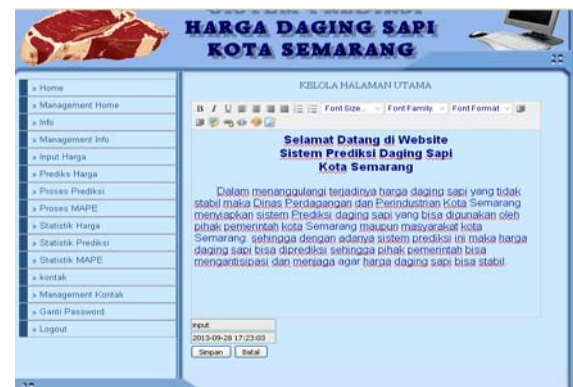 HARGA DAGING SAPI
KOTA SEMARANG
» Home
» Management Home
» Info
» Management Info
» Input Harga
» Prediks Harga
» Proses Prediksi
» Proses MAPE
» Statistik Harga
» Statistik Prediksi
» Statistik MAPE
» kontak
» Management Kontak
» Ganti Password
» Logout
KELOLA HALAMAN UTAMA
B I U Font Size... Font Family. Font Format
Selamat Datang di Website
Sistem Prediksi Daging Sapi
Kota Semarang
Dalam menanggulangi terjadinya harga daging sapi yang tidak
stabil maka Dinas Perdagangan dan Perindustrian Kota Semarang
menyiapkan sistem Prediksi daging sapi yang bisa digunakan oleh
pihak pemerintah kota Semarang maupun masyarakat kota
Semarang. sehingga dengan adanya sistem prediksi ini maka harga
daging sapi bisa diprediksi sehingga pihak pemerintah bisa
mengantisipasi dan menjaga agar harga daging sapi bisa stabil.
input
2013-09-28 17:23:03
Simpan Batal